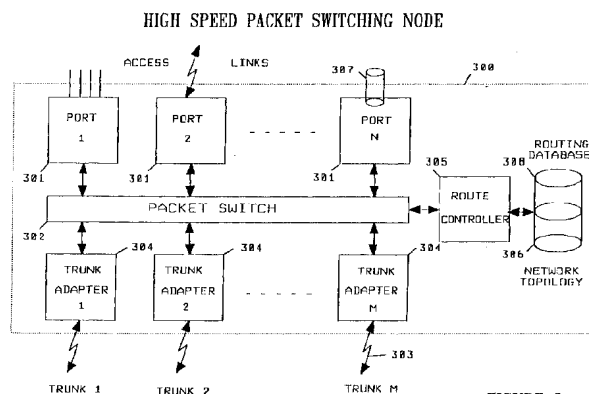 HIGH SPEED PACKET SWITCHING NODE
ACCESS LINKS
307
300
PORT 1
PORT 2
PORT N
301
301
301
305
ROUTING DATABASE
308
ROUTE CONTROLLER
PACKET SWITCH
302
304
304
304
306
NETWORK TOPOLOGY
TRUNK ADAPTER 1
TRUNK ADAPTER 2
TRUNK ADAPTER M
303
TRUNK 1
TRUNK 2
TRUNK M